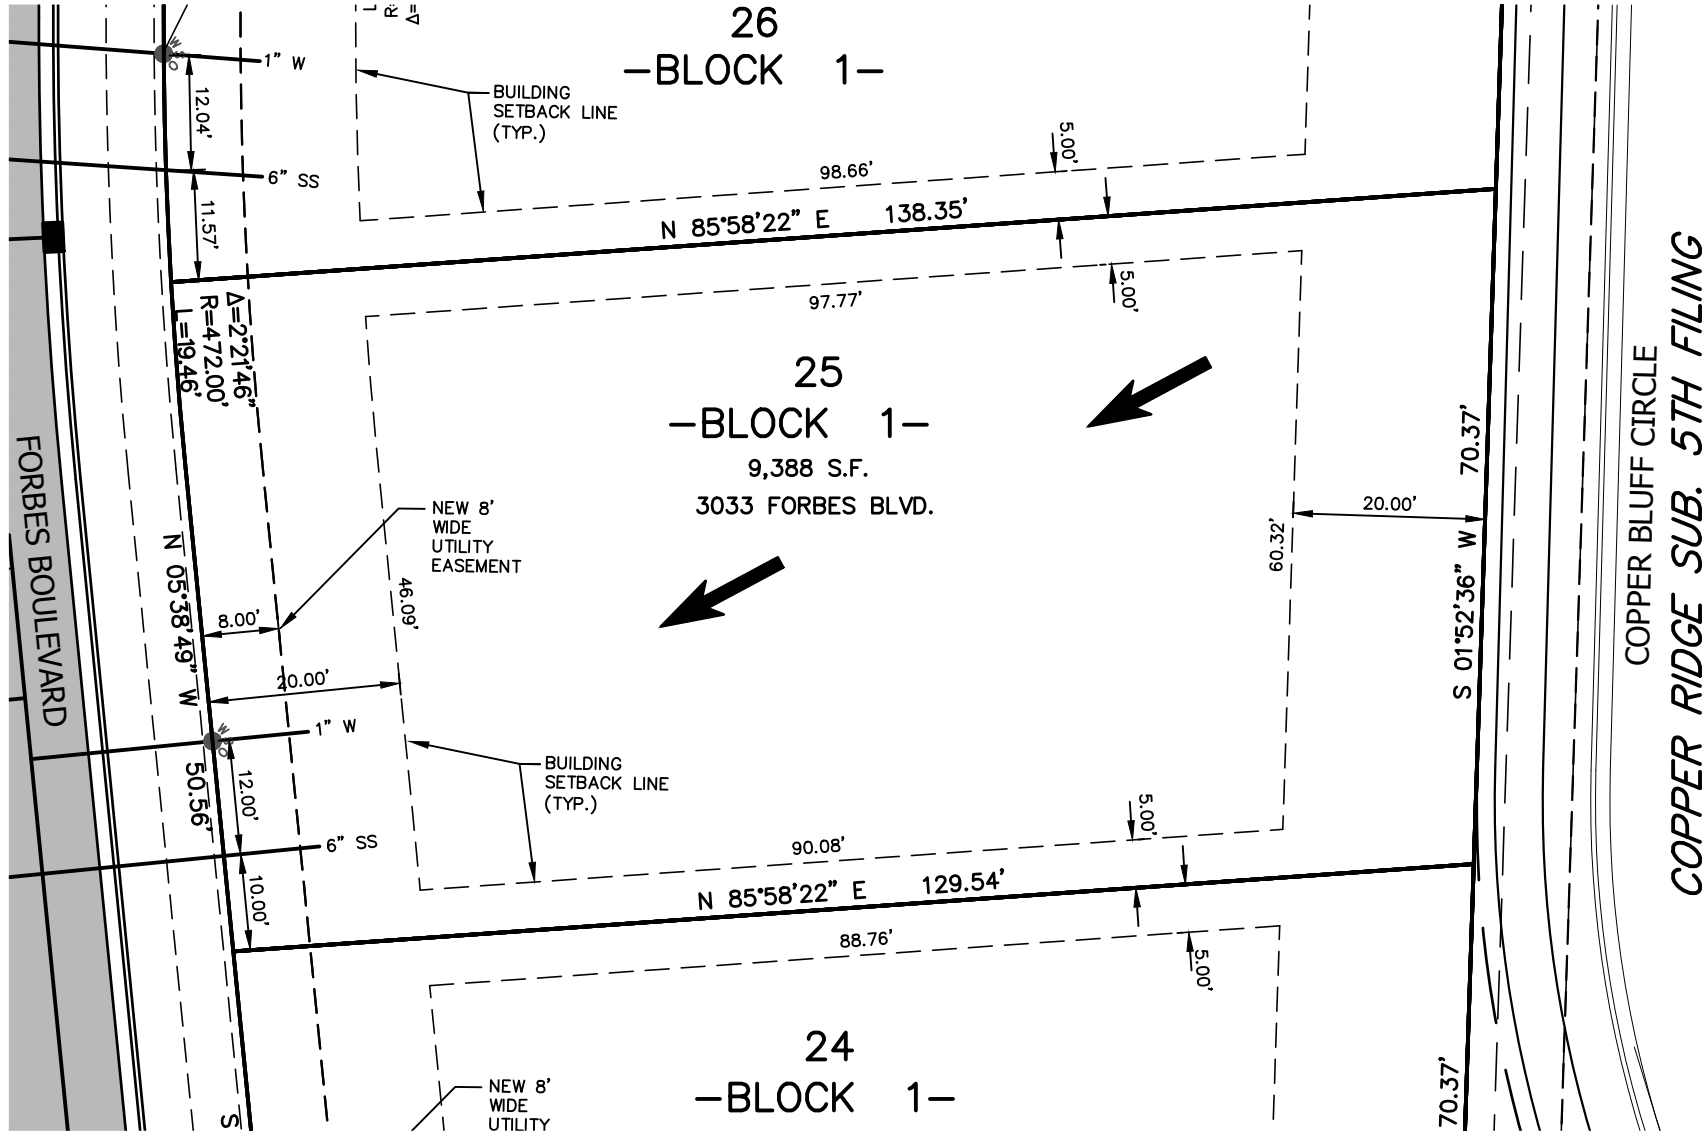 26
-BLOCK 1-
L
R=
Δ=
W
S
O
1" W
12.04'
BUILDING
SETBACK LINE
(TYP.)
6" SS
11.57'
98.66'
5.00'
N 85°58'22" E 138.35'
5.00'
97.77'
Δ=2°21'46"
R=472.00'
L=19.46'
25
-BLOCK 1-
9,388 S.F.
3033 FORBES BLVD.
70.37'
S 01°52'36" W
20.00'
60.32'
NEW 8'
WIDE
UTILITY
EASEMENT
46.09'
N 05°38'49" W
50.56'
8.00'
20.00'
W
S
O
1" W
12.00'
BUILDING
SETBACK LINE
(TYP.)
6" SS
10.00'
90.08'
5.00'
N 85°58'22" E 129.54'
88.76'
5.00'
24
-BLOCK 1-
NEW 8'
WIDE
UTILITY
S
70.37'
FORBES BOULEVARD
COPPER BLUFF CIRCLE
COPPER RIDGE SUB. 5TH FILING